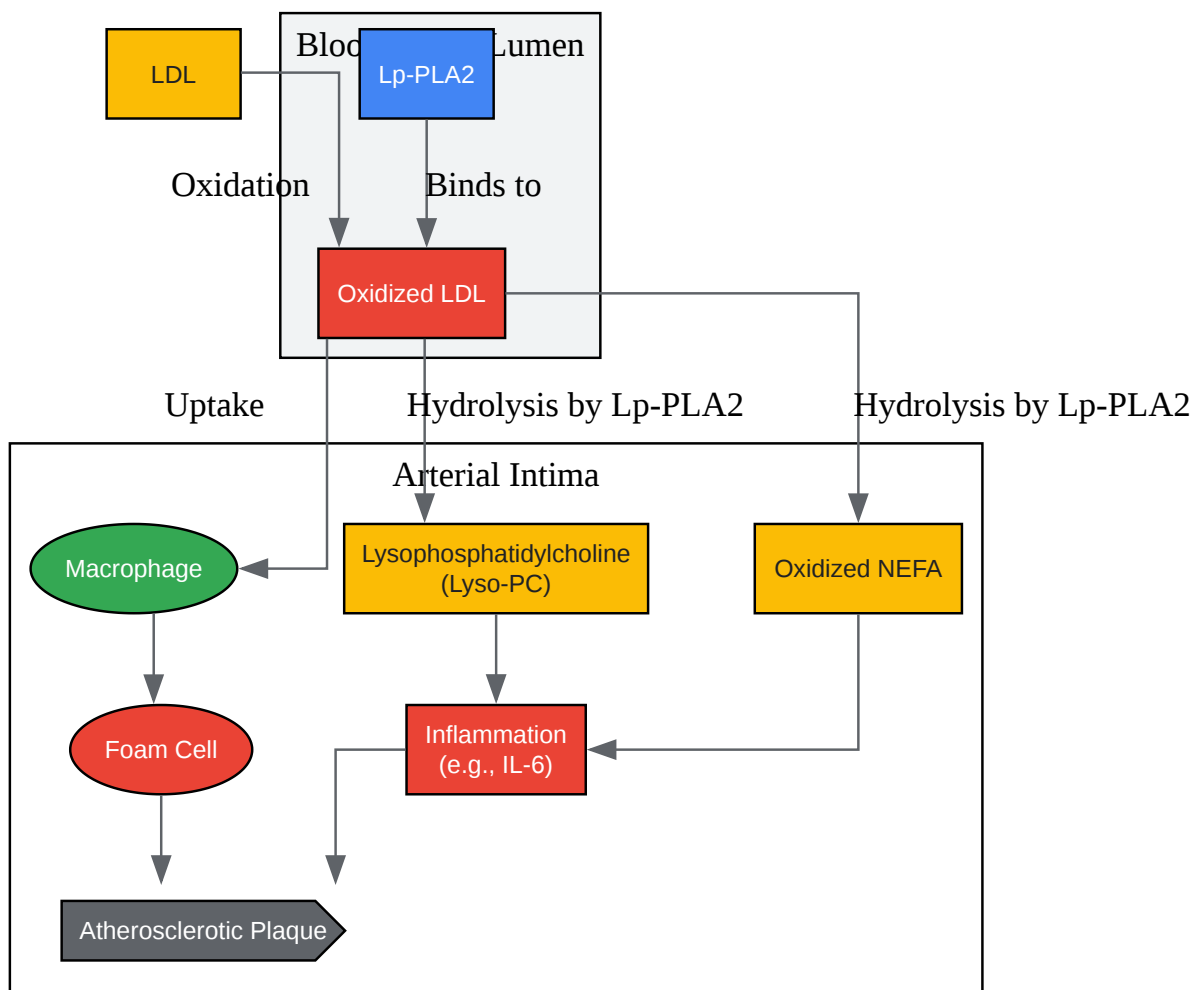 LDL
Bloo Lumen
Lp-PLA2
Oxidation
Binds to
Oxidized LDL
Uptake
Hydrolysis by Lp-PLA2
Hydrolysis by Lp-PLA2
Arterial Intima
Macrophage
Lysophosphatidylcholine
(Lyso-PC)
Oxidized NEFA
Foam Cell
Inflammation
(e.g., IL-6)
Atherosclerotic Plaque